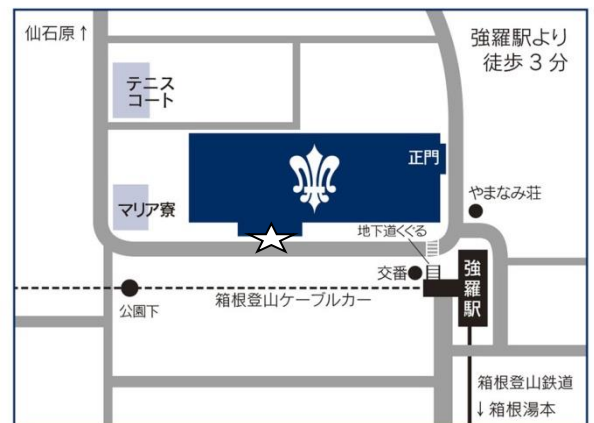 仙石原↑
強羅駅より
徒歩3分
テニス
コート
正門
マリア寮
やまなみ荘
地下道くぐる
交番
強羅駅
箱根登山ケーブルカー
公園下
箱根登山鉄道
↓箱根湯本